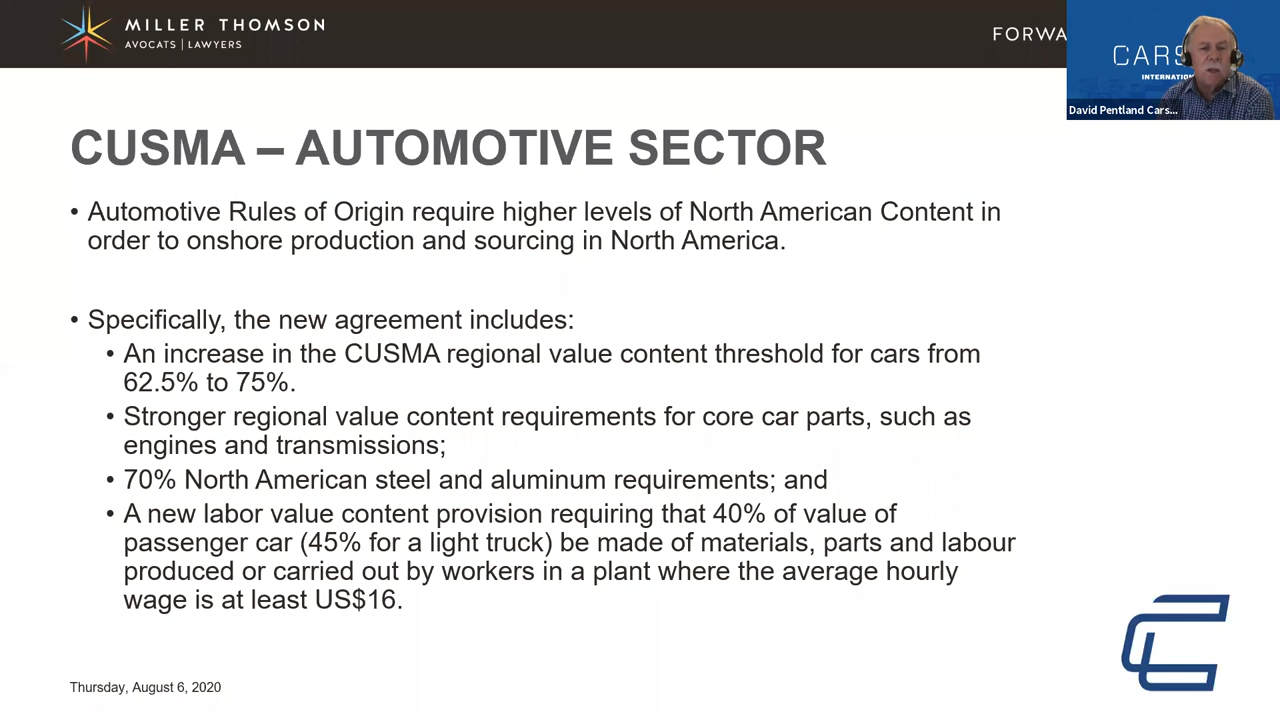 MILLER THOMSON
AVOCATS | LAWYERS
FORWA
CARS
INTERNATION
David Pentland Cars...
CUSMA – AUTOMOTIVE SECTOR
• Automotive Rules of Origin require higher levels of North American Content in
order to onshore production and sourcing in North America.
• Specifically, the new agreement includes:
• An increase in the CUSMA regional value content threshold for cars from
62.5% to 75%.
• Stronger regional value content requirements for core car parts, such as
engines and transmissions;
• 70% North American steel and aluminum requirements; and
• A new labor value content provision requiring that 40% of value of
passenger car (45% for a light truck) be made of materials, parts and labour
produced or carried out by workers in a plant where the average hourly
wage is at least US$16.
Thursday, August 6, 2020